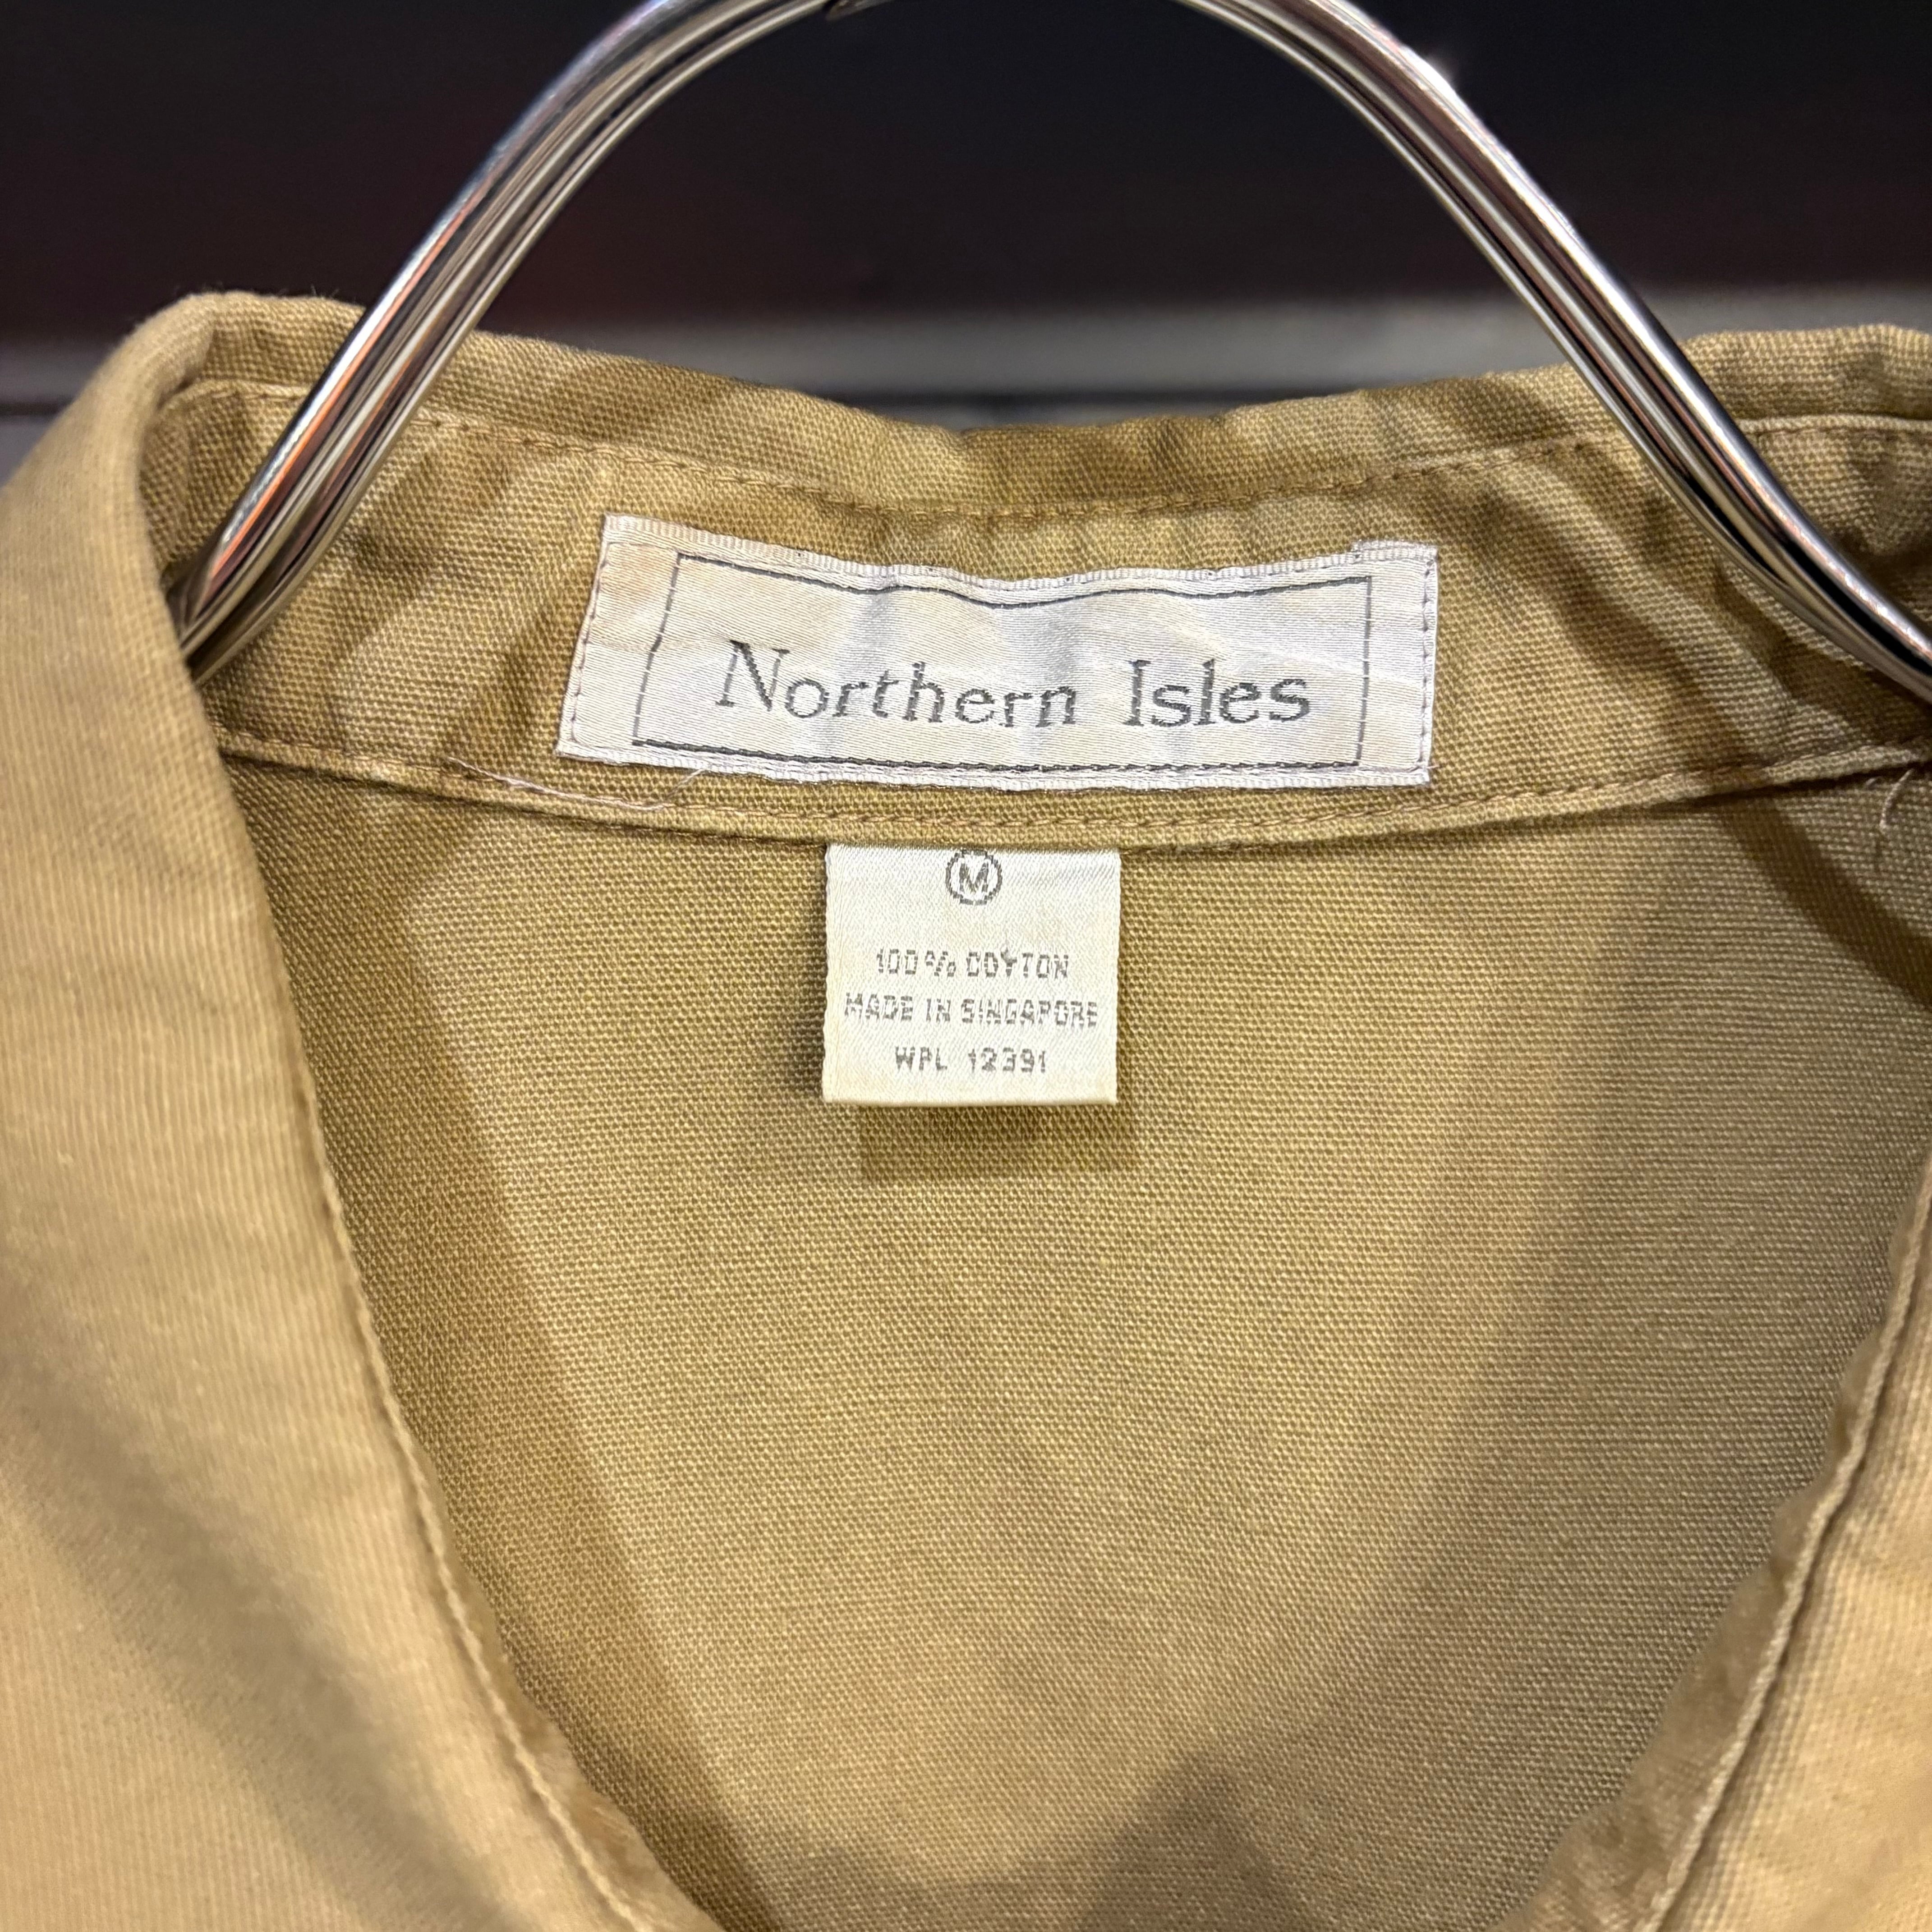 Northern Isles
M
100% COTTON
MADE IN SINGAPORE
WPL 12391